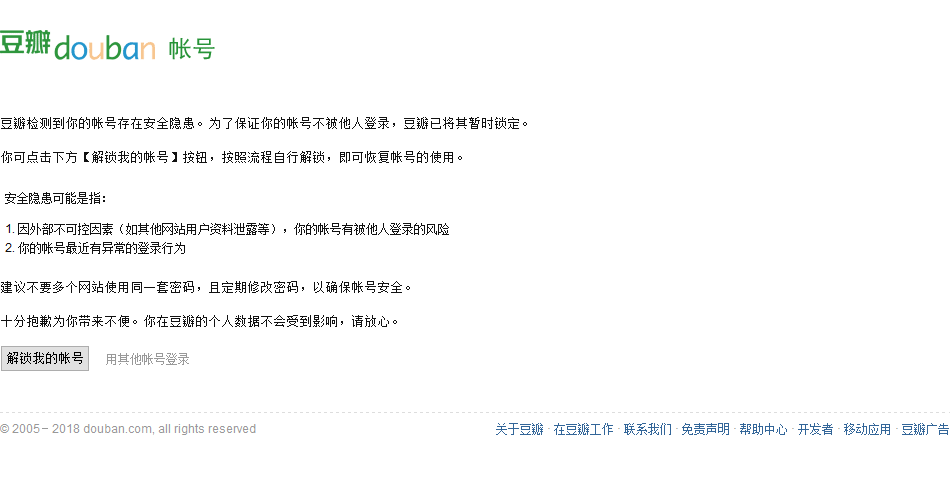 豆瓣douban 帐号
豆瓣检测到你的帐号存在安全隐患。为了保证你的帐号不被他人登录，豆瓣已将其暂时锁定。
你可点击下方【解锁我的帐号】按钮，按照流程自行解锁，即可恢复帐号的使用。
安全隐患可能是指：
1. 因外部不可控因素（如其他网站用户资料泄露等），你的帐号有被他人登录的风险
2. 你的帐号最近有异常的登录行为
建议不要多个网站使用同一套密码，且定期修改密码，以确保帐号安全。
十分抱歉为你带来不便。你在豆瓣的个人数据不会受到影响，请放心。
解锁我的帐号 用其他帐号登录
© 2005－2018 douban.com, all rights reserved 关于豆瓣 · 在豆瓣工作 · 联系我们 · 免责声明 · 帮助中心 · 开发者 · 移动应用 · 豆瓣广告